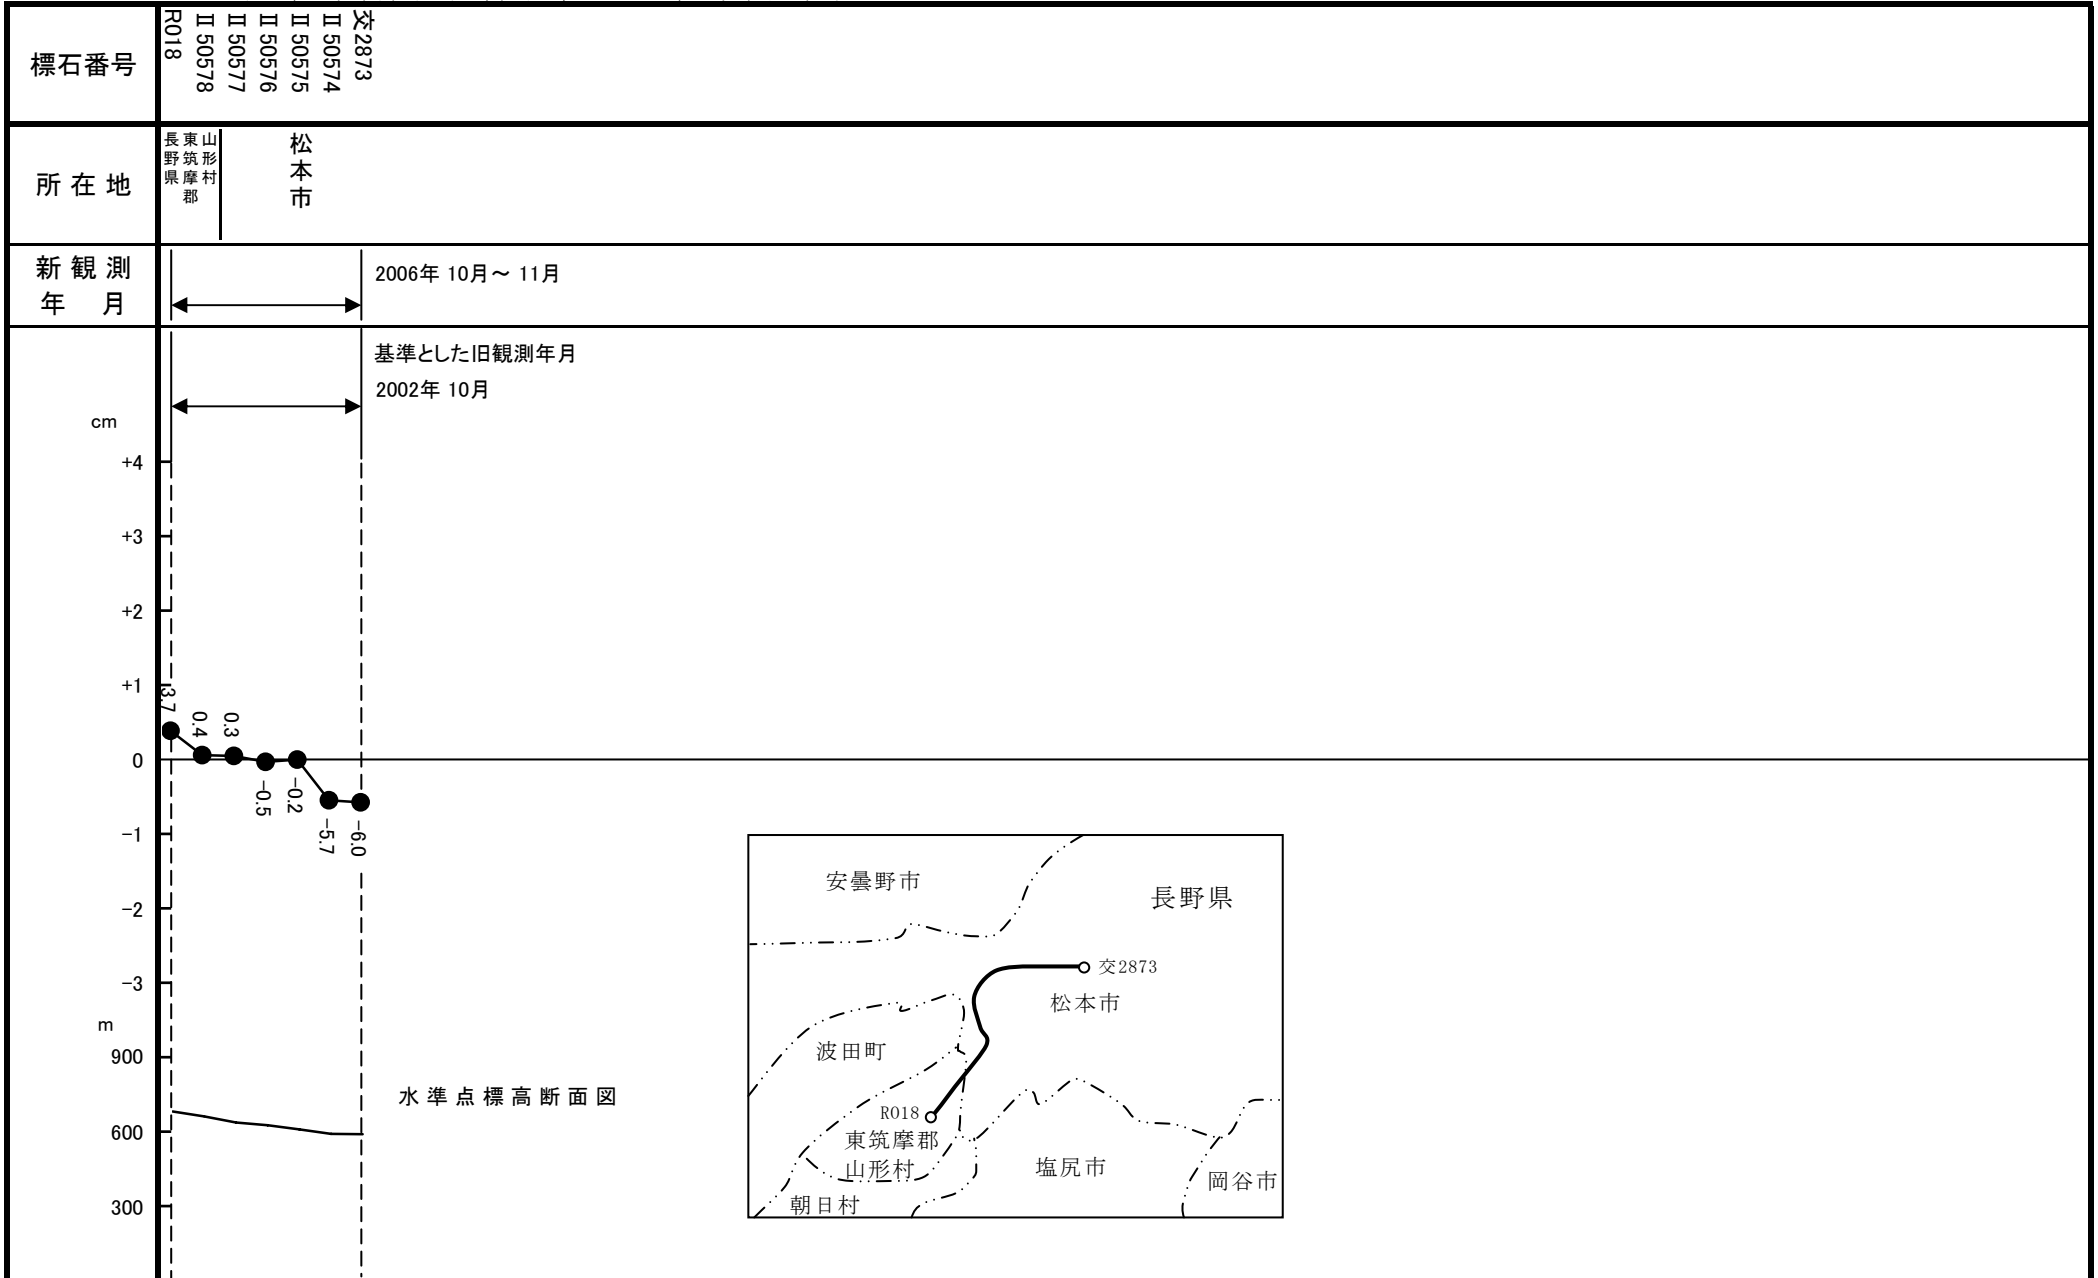 標石番号
R018
Ⅱ50578
Ⅱ50577
Ⅱ50576
Ⅱ50575
Ⅱ50574
交2873
所在地
長野県
東筑摩郡
山形村
松本市
新観測
年 月
2006年 10月～ 11月
基準とした旧観測年月
2002年 10月
cm
+4
+3
+2
+1
0
-1
-2
-3
3.7
0.4
0.3
-0.5
-0.2
-5.7
-6.0
m
900
600
300
水準点標高断面図
安曇野市
長野県
交2873
松本市
波田町
R018
東筑摩郡
山形村
塩尻市
岡谷市
朝日村